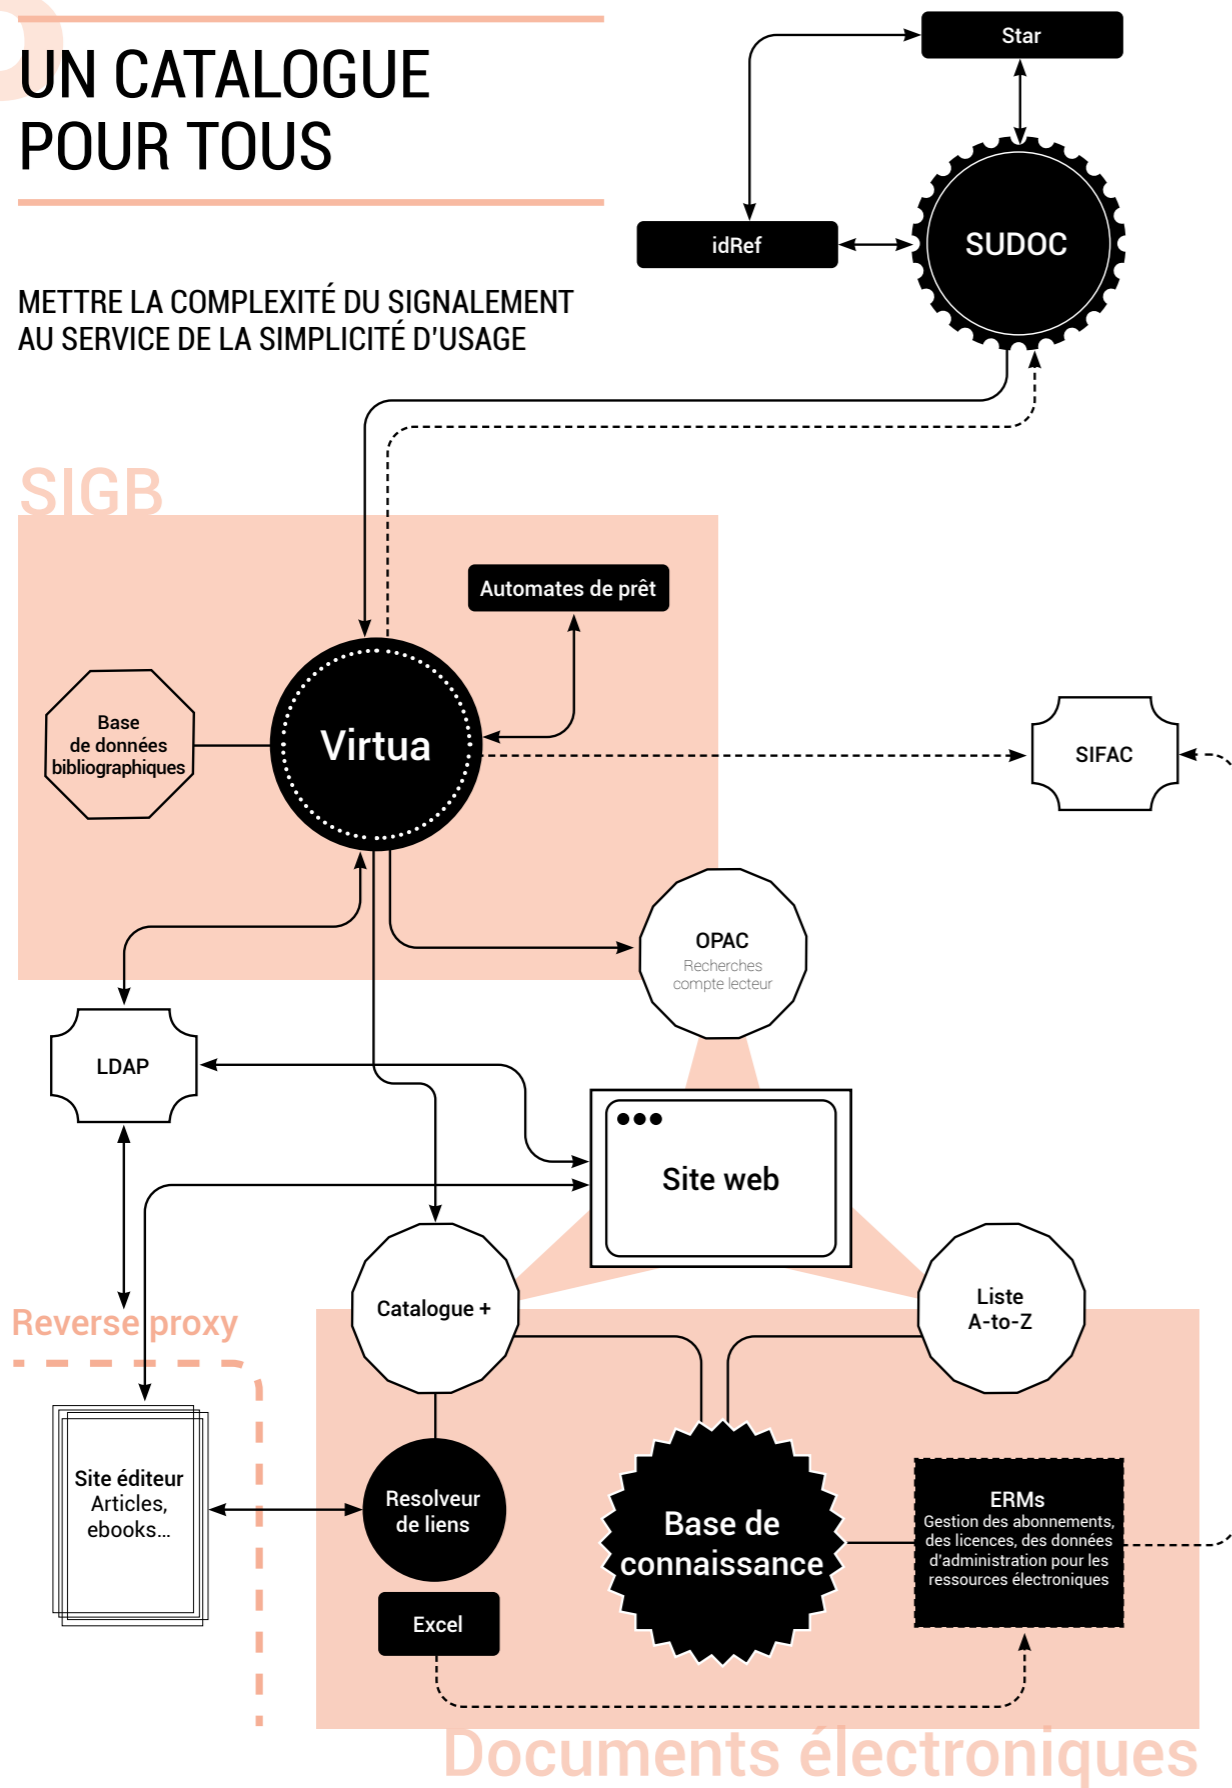 UN CATALOGUE
POUR TOUS
METTRE LA COMPLEXITÉ DU SIGNALEMENT
AU SERVICE DE LA SIMPLICITÉ D'USAGE
Star
idRef
SUDOC
SIGB
Automates de prêt
Base
de données
bibliographiques
Virtua
SIFAC
OPAC
Recherches
compte lecteur
LDAP
Site web
Catalogue +
Liste
A-to-Z
Reverse proxy
Site éditeur
Articles,
ebooks...
Resolveur
de liens
Base de
connaissance
ERMs
Gestion des abonnements,
des licences, des données
d'administration pour les
ressources électroniques
Excel
Documents électroniques